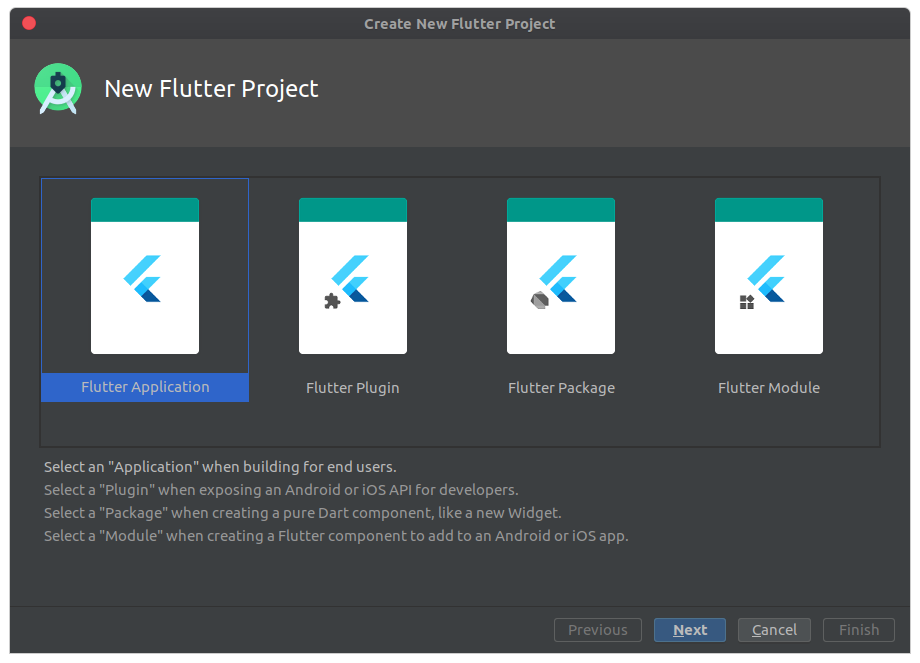 Create New Flutter Project
New Flutter Project
Flutter Application
Flutter Plugin
Flutter Package
Flutter Module
Select an "Application" when building for end users.
Select a "Plugin" when exposing an Android or iOS API for developers.
Select a "Package" when creating a pure Dart component, like a new Widget.
Select a "Module" when creating a Flutter component to add to an Android or iOS app.
Previous
Next
Cancel
Finish